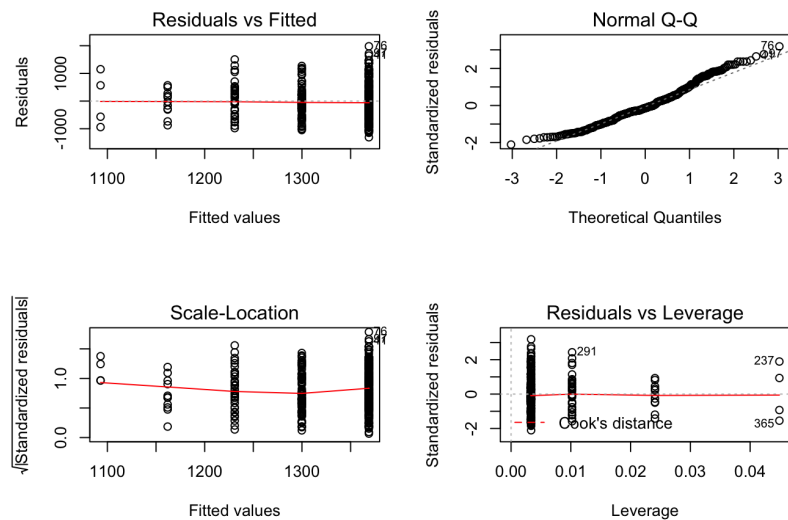 Residuals vs Fitted
Residuals
-1000
1000
76
1100
1200
1300
Fitted values
Normal Q-Q
Standardized residuals
-2
0
2
76
-3
-2
-1
0
1
2
3
Theoretical Quantiles
Scale-Location
√|Standardized residuals|
0.0
1.0
76
1100
1200
1300
Fitted values
Residuals vs Leverage
Standardized residuals
-2
0
2
291
237
365
Cook's distance
0.00
0.01
0.02
0.03
0.04
Leverage